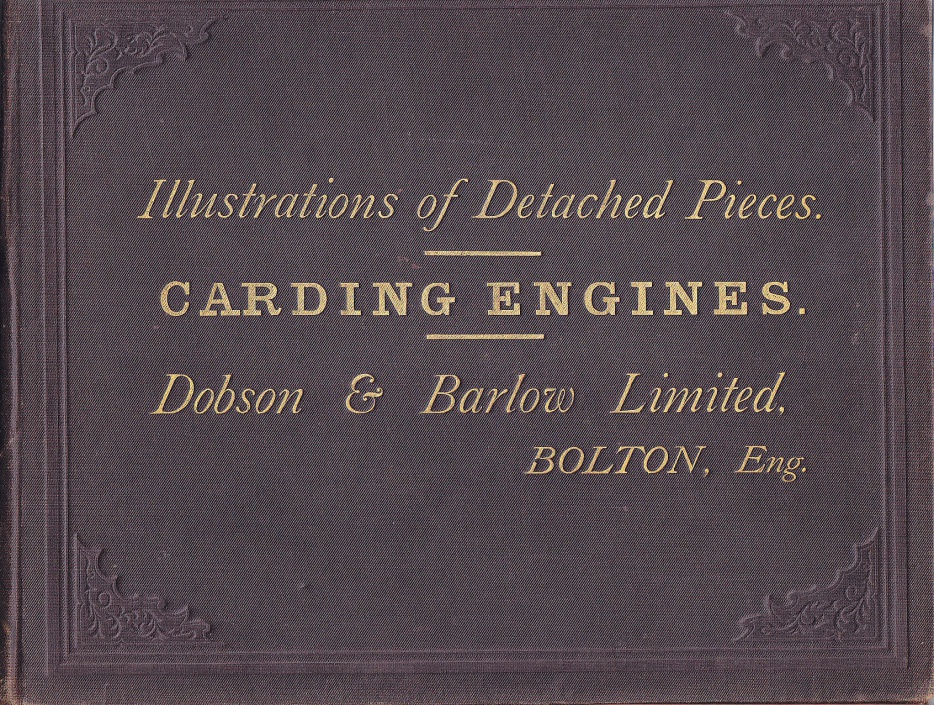 Illustrations of Detached Pieces.
CARDING ENGINES.
Dobson & Barlow Limited,
BOLTON, Eng.